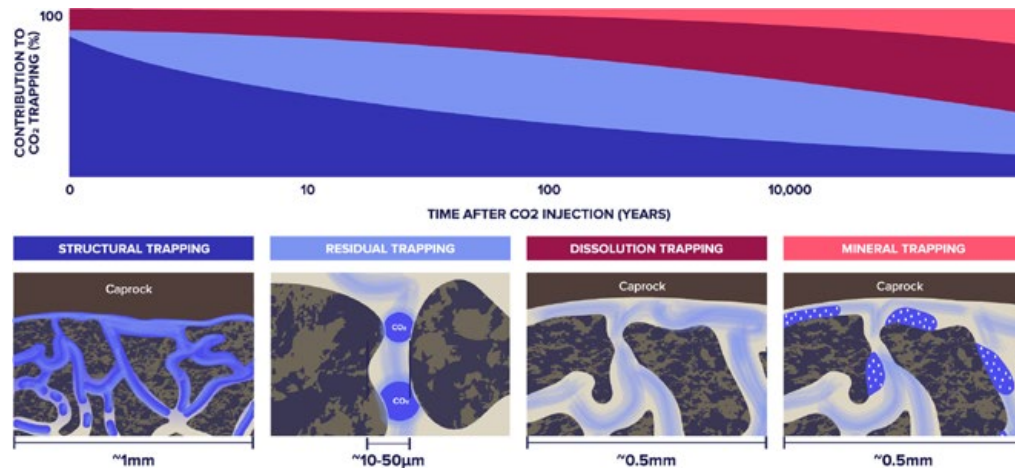 100
CONTRIBUTION TO
CO₂ TRAPPING (%)
0
10
100
10,000
TIME AFTER CO2 INJECTION (YEARS)
STRUCTURAL TRAPPING
RESIDUAL TRAPPING
DISSOLUTION TRAPPING
MINERAL TRAPPING
Caprock
CO₂
CO₂
Caprock
Caprock
~1mm
~10-50µm
~0.5mm
~0.5mm